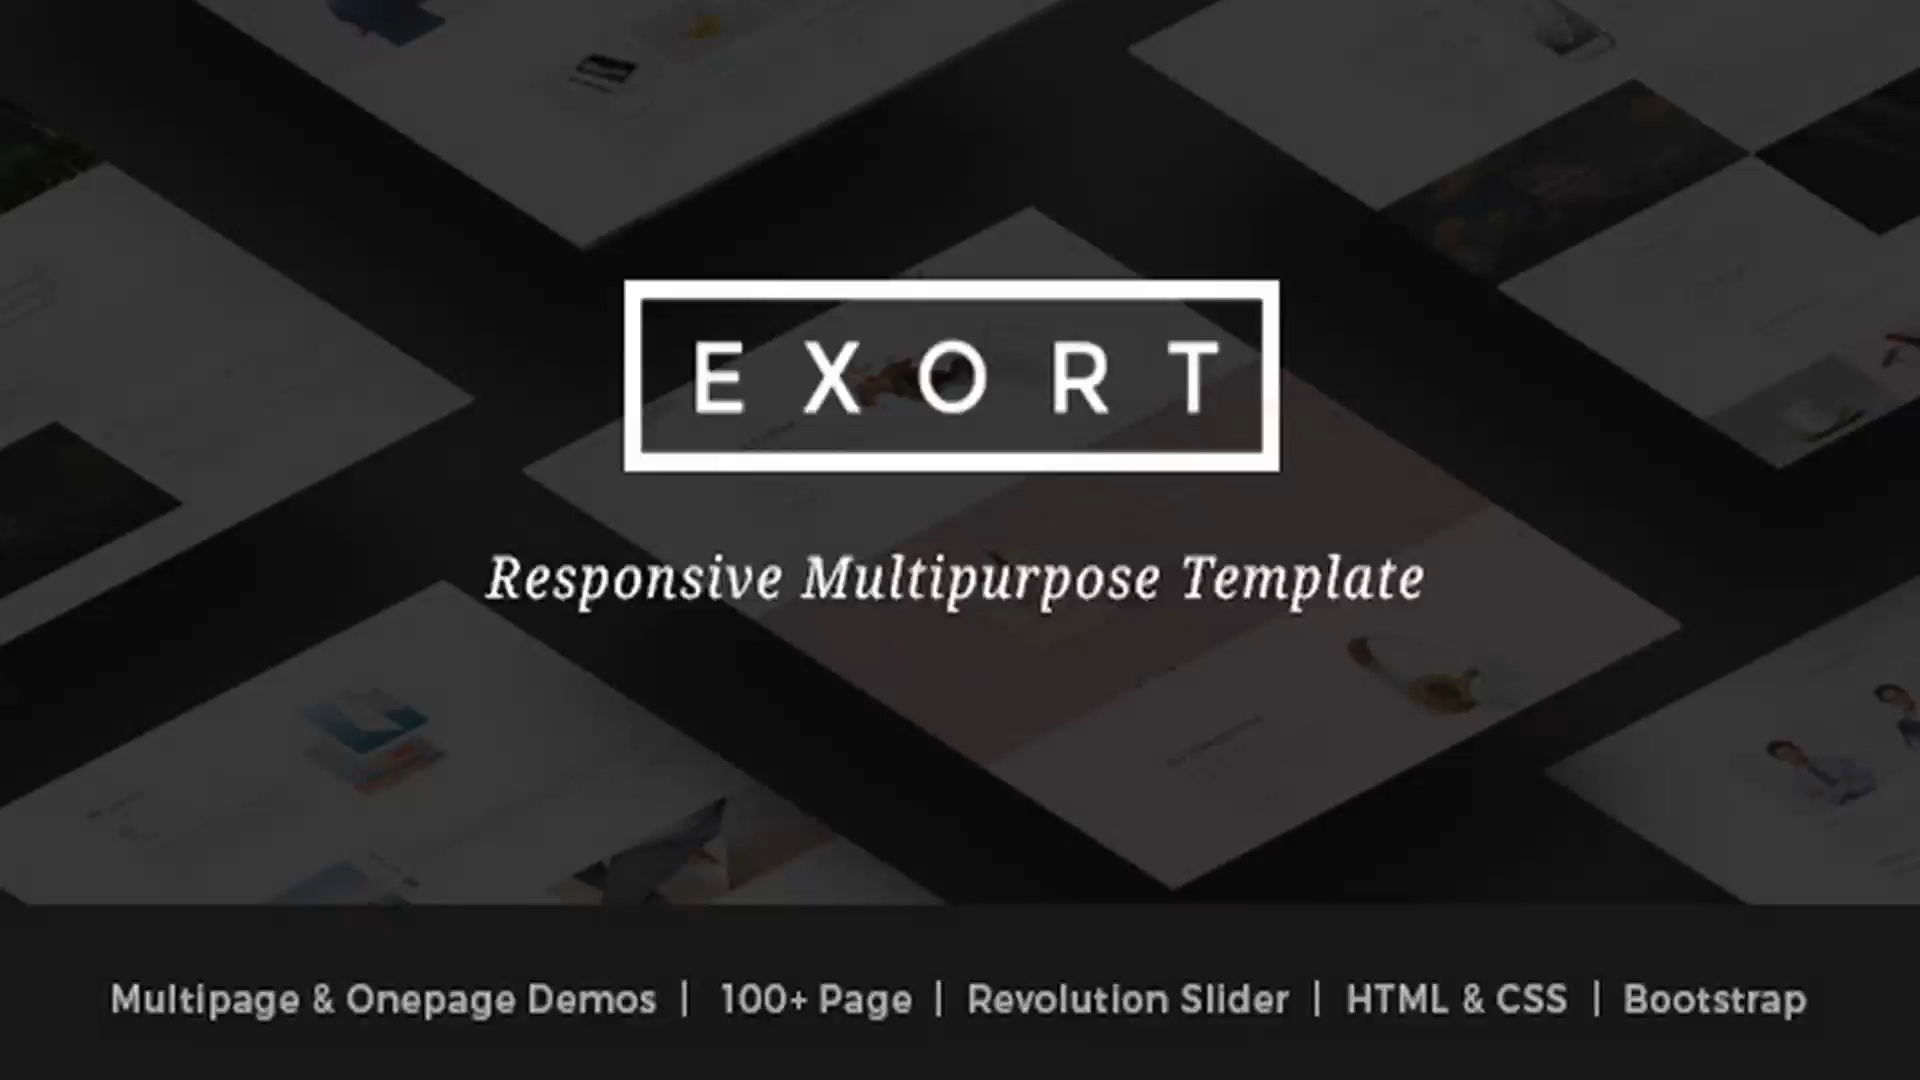 EXORT
Responsive Multipurpose Template
Multipage & Onepage Demos | 100+ Page | Revolution Slider | HTML & CSS | Bootstrap